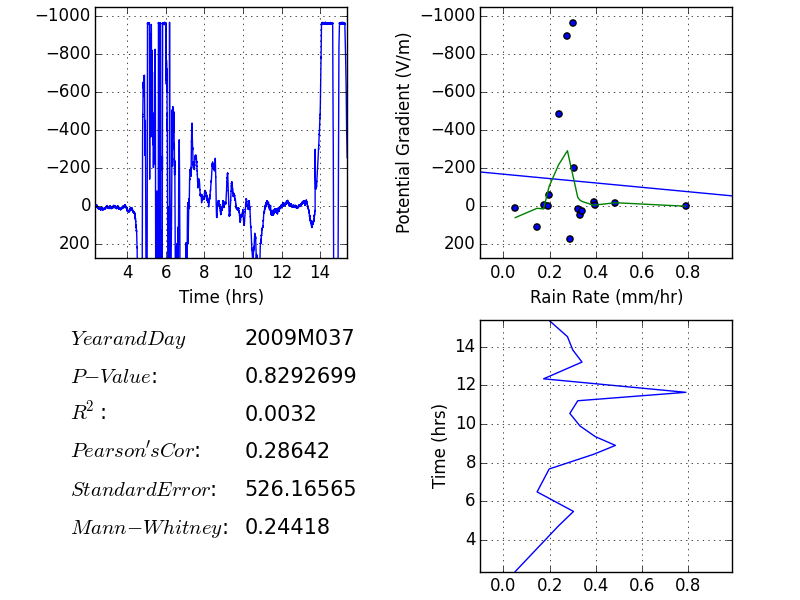 −1000
−800
−600
−400
−200
0
200
4 6 8 10 12 14
Time (hrs)
Potential Gradient (V/m)
−1000
−800
−600
−400
−200
0
200
0.0 0.2 0.4 0.6 0.8
Rain Rate (mm/hr)
YearandDay 2009M037
P−Value: 0.8292699
R²: 0.0032
Pearson'sCor: 0.28642
StandardError: 526.16565
Mann−Whitney: 0.24418
Time (hrs)
14
12
10
8
6
4
0.0 0.2 0.4 0.6 0.8